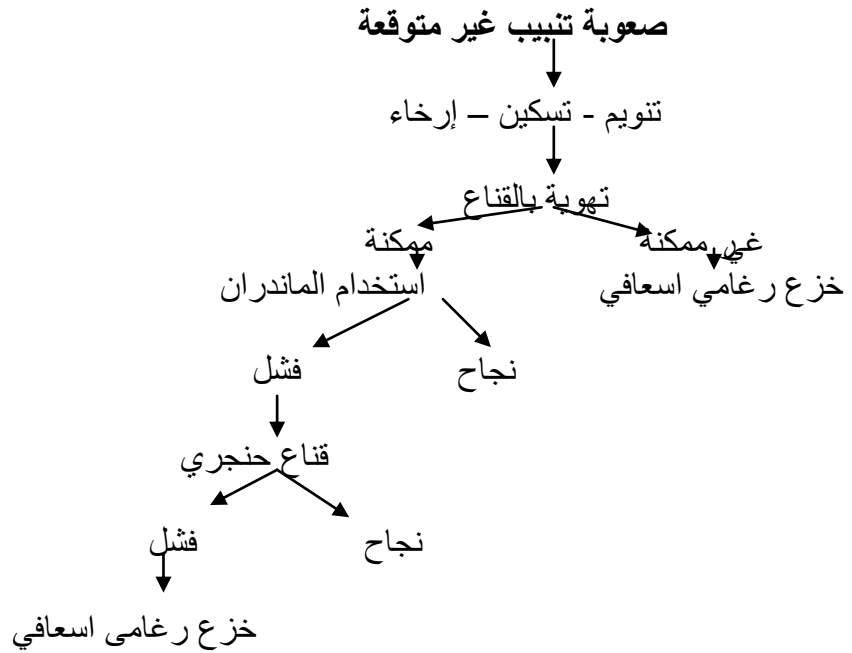 صعوبة تنبيب غير متوقعة
تنويم - تسكين – إرخاء
تهوية بالقناع
غي ممكنة
ممكنة
خزع رغامي اسعافي
استخدام الماندران
نجاح
فشل
قناع حنجري
نجاح
فشل
خزع رغامى اسعافي